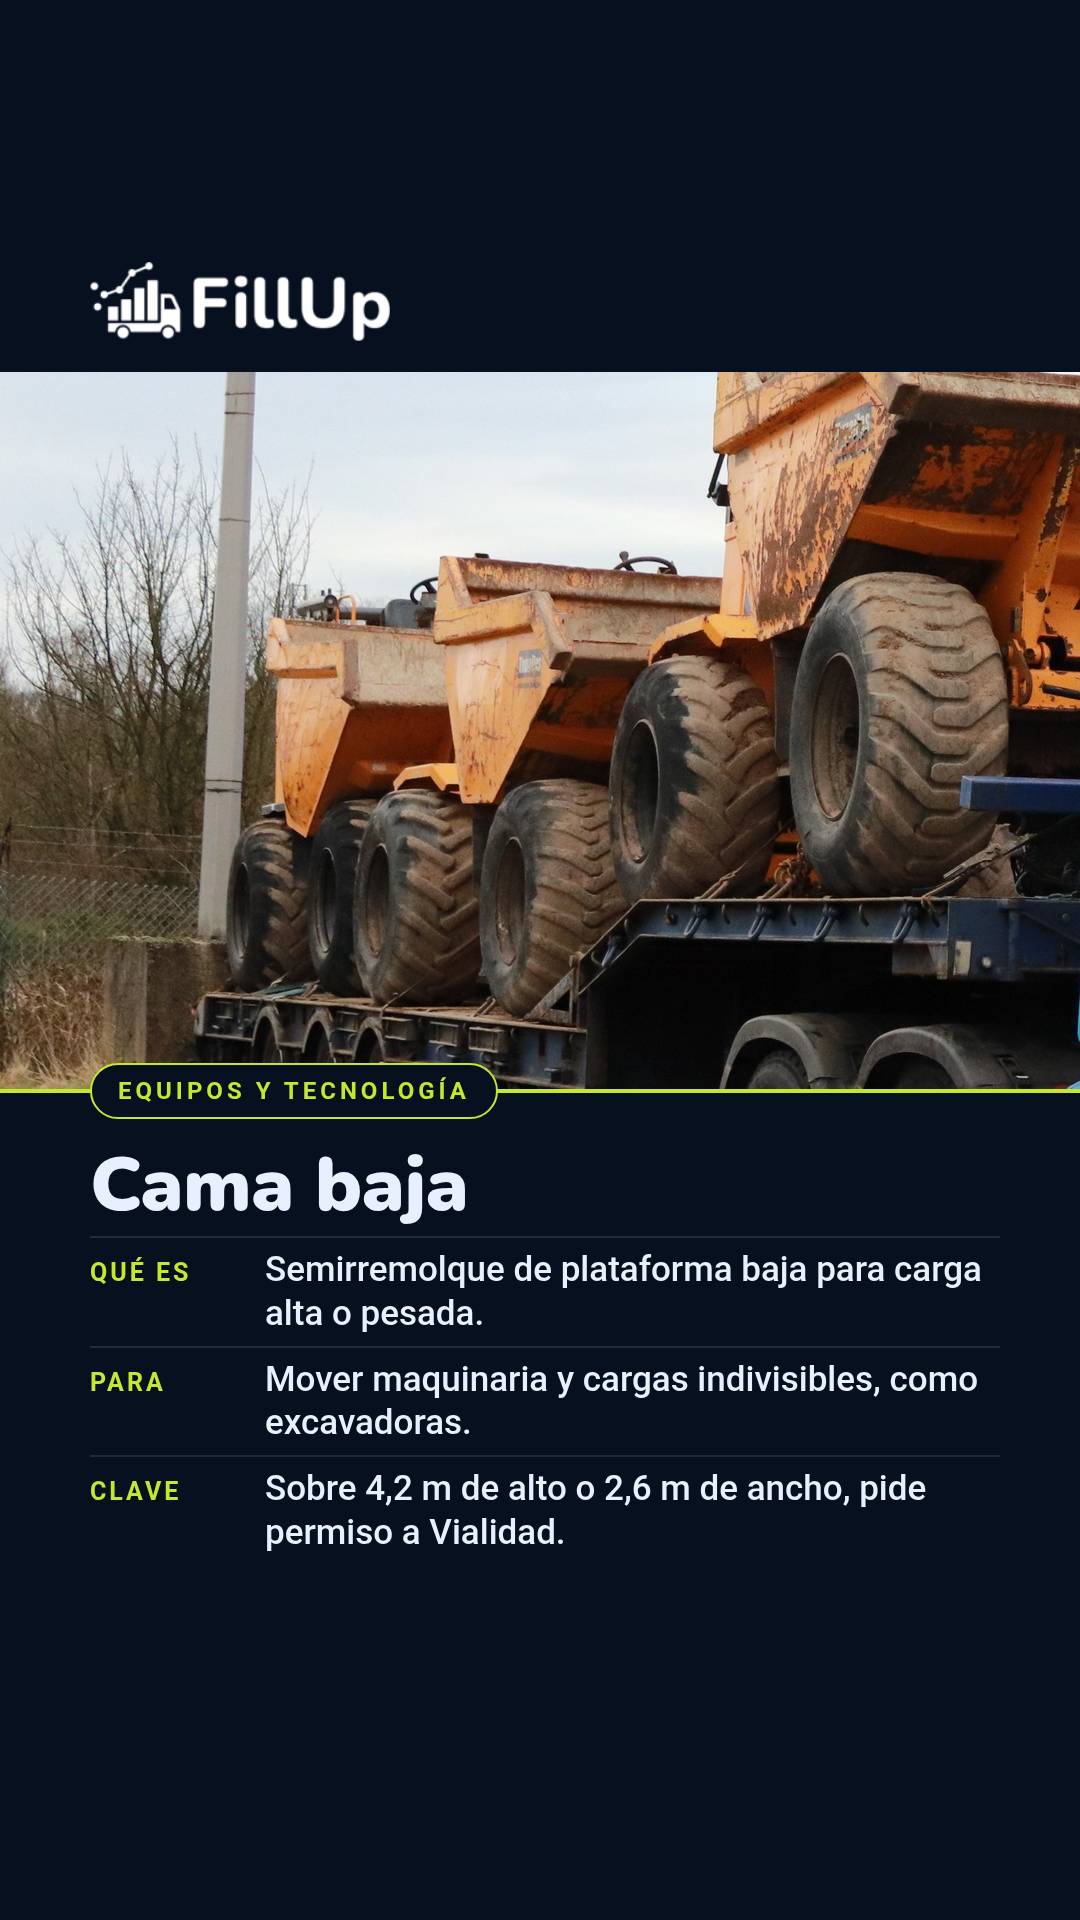 FillUp
EQUIPOS Y TECNOLOGÍA
Cama baja
QUÉ ES
Semirremolque de plataforma baja para carga
alta o pesada.
PARA
Mover maquinaria y cargas indivisibles, como
excavadoras.
CLAVE
Sobre 4,2 m de alto o 2,6 m de ancho, pide
permiso a Vialidad.